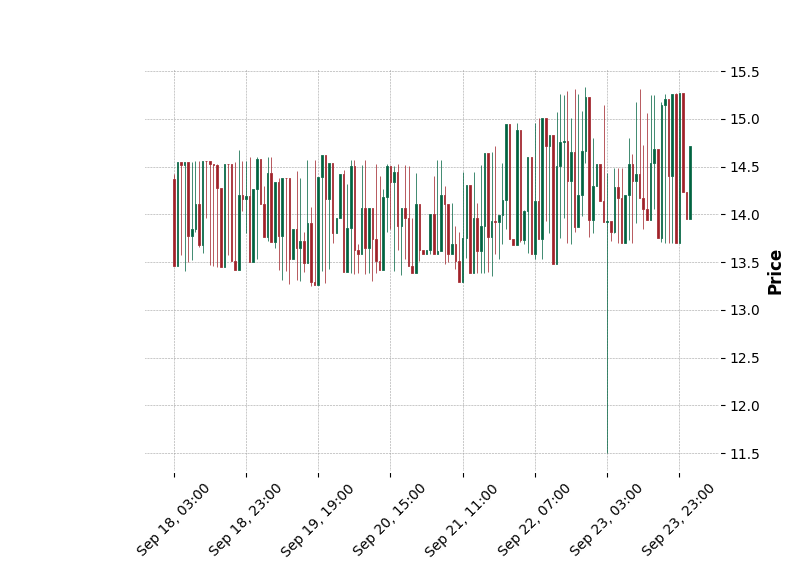 15.5
15.0
14.5
14.0
13.5
13.0
12.5
12.0
11.5
Price
Sep 18, 03:00
Sep 18, 23:00
Sep 19, 19:00
Sep 20, 15:00
Sep 21, 11:00
Sep 22, 07:00
Sep 23, 03:00
Sep 23, 23:00